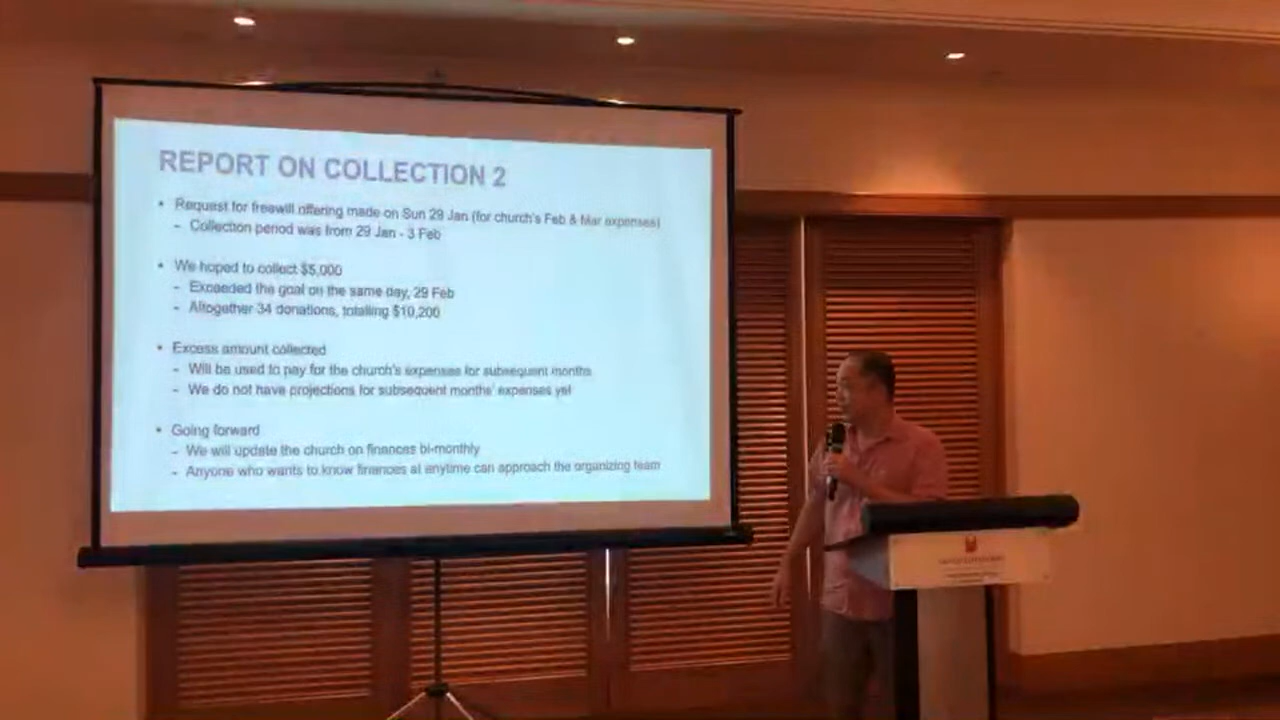 REPORT ON COLLECTION 2
• Request for freewill offering made on Sun 29 Jan (for church's Feb & Mar expenses)
- Collection period was from 29 Jan - 3 Feb
• We hoped to collect $5,000
- Exceeded the goal on the same day, 29 Feb
- Altogether 34 donations, totalling $10,200
• Excess amount collected
- Will be used to pay for the church's expenses for subsequent months
- We do not have projections for subsequent months' expenses yet
• Going forward
- We will update the church on finances bi-monthly
- Anyone who wants to know finances at anytime can approach the organizing team